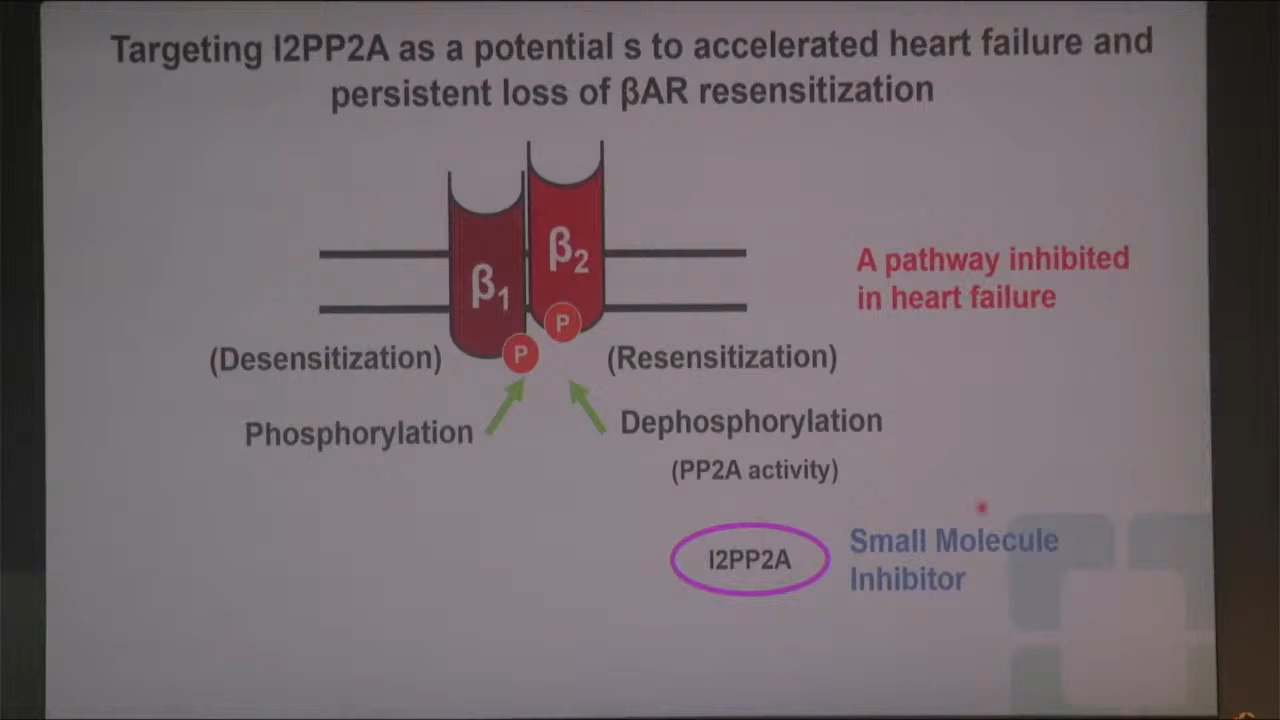 Targeting I2PP2A as a potential s to accelerated heart failure and
persistent loss of βAR resensitization
β2
β1
A pathway inhibited
in heart failure
P
P
(Desensitization)
(Resensitization)
Phosphorylation
Dephosphorylation
(PP2A activity)
I2PP2A
Small Molecule
Inhibitor